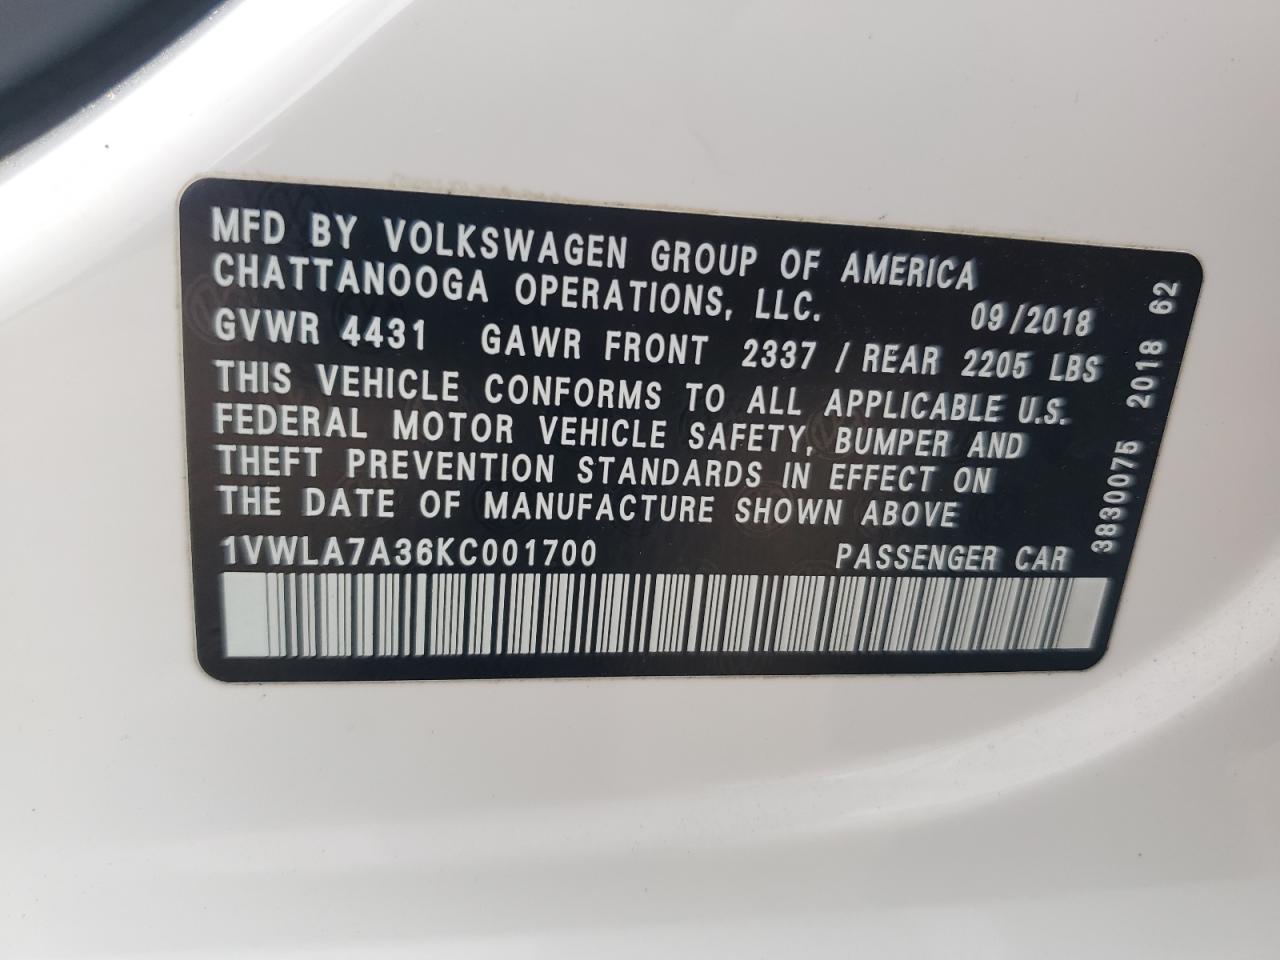 MFD BY VOLKSWAGEN GROUP OF AMERICA
CHATTANOOGA OPERATIONS, LLC. 09/2018
GVWR 4431 GAWR FRONT 2337 / REAR 2205 LBS
THIS VEHICLE CONFORMS TO ALL APPLICABLE U.S.
FEDERAL MOTOR VEHICLE SAFETY, BUMPER AND
THEFT PREVENTION STANDARDS IN EFFECT ON
THE DATE OF MANUFACTURE SHOWN ABOVE
1VWLA7A36KC001700 PASSENGER CAR
3830075 2018 62